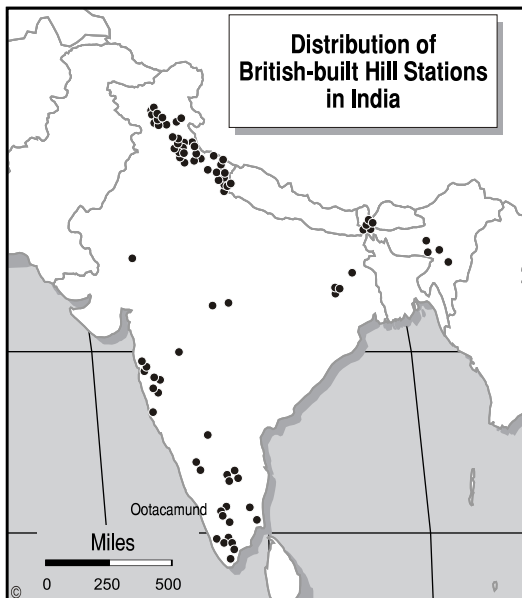 Distribution of
British-built Hill Stations
in India
Ootacamund
Miles
0 250 500
©